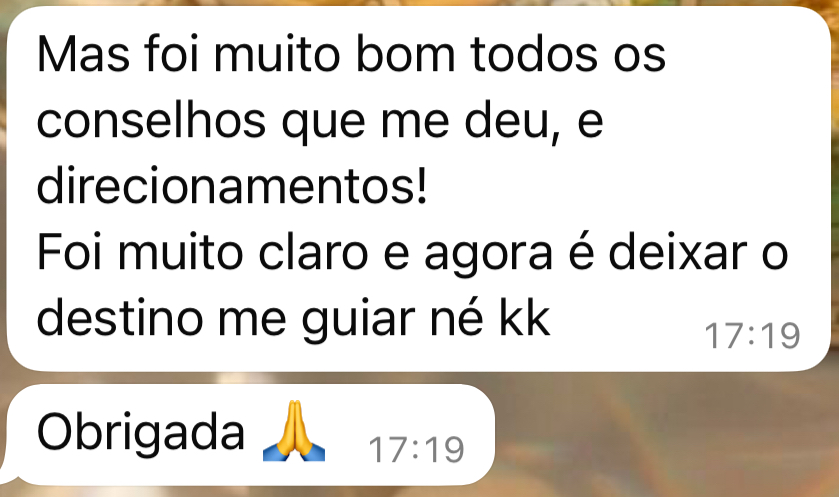 Mas foi muito bom todos os
conselhos que me deu, e
direcionamentos!
Foi muito claro e agora é deixar o
destino me guiar né kk
17:19
Obrigada 🙏
17:19